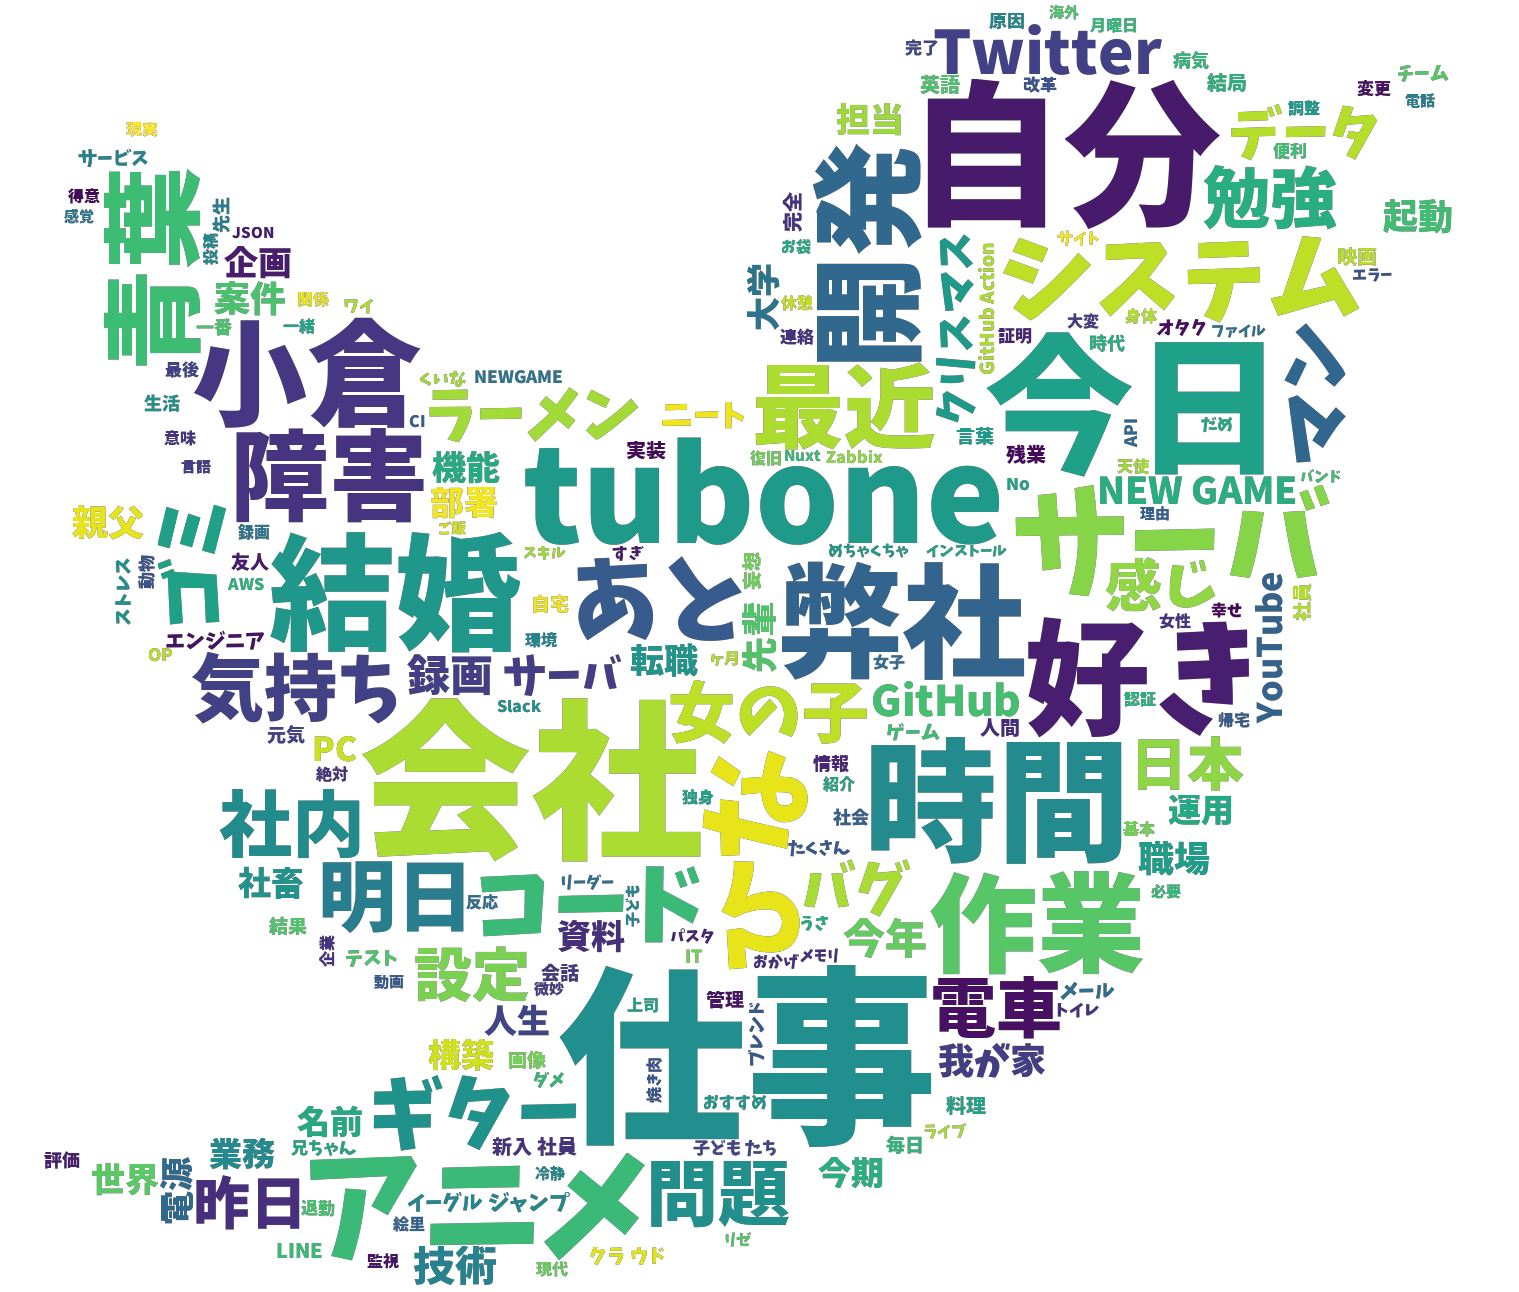 海外
原因
月曜日
完了
Twitter
病気
チーム
英語
改革
結局
変更
電話
担当
自分
データ
調整
便利
現実
サービス
得意
感覚
青葉
先生
投稿
JSON
企画
開発
完全
お袋
勉強
起動
案件
関係
ワイ
一番
一緒
大学
休憩
連絡
クリスマス
GitHub Action
システム
サイト
映画
エラー
小倉
最後
証明
大変
身体
オタク
ファイル
時代
くいな
NEWGAME
生活
CI
ラーメン
ニート
最近
今日
マン
だめ
意味
言語
障害
機能
実装
復旧
Nuxt
Zabbix
言葉
残業
API
天使
No
NEW GAME
バンド
部署
ご飯
tubone
理由
サーバ
親父
ゴミ
録画
友人
AWS
ストレス
動物
結婚
スキル
すぎ
めちゃくちゃ
インストール
妄想
感じ
自宅
あと
弊社
社員
幸せ
女性
YouTube
エンジニア
OP
環境
先輩
転職
ヶ月
女子
好き
気持ち
録画 サーバ
Slack
女の子
GitHub
認証
帰宅
元気
PC
絶対
会社
ゲーム
人間
日本
情報
紹介
独身
ちな
社会
時間
運用
基本
社内
たくさん
職場
社畜
明日
反応
コード
リーダー
子ども
バグ
必要
結果
企業
テスト
資料
パスタ
IT
うさ
今年
作業
動画
設定
会話
微妙
おかげ
メモリ
管理
上司
電車
メール
トイレ
人生
仕事
ブレンド
我が家
構築
画像
ダメ
焼き肉
おすすめ
料理
ギター
名前
兄ちゃん
新入 社員
子ども たち
毎日
ライブ
評価
世界
業務
電源
昨日
退勤
アニメ
冷静
イーグル ジャンプ
絵里
問題
今期
LINE
監視
技術
現代
クラ ウド
リゼ